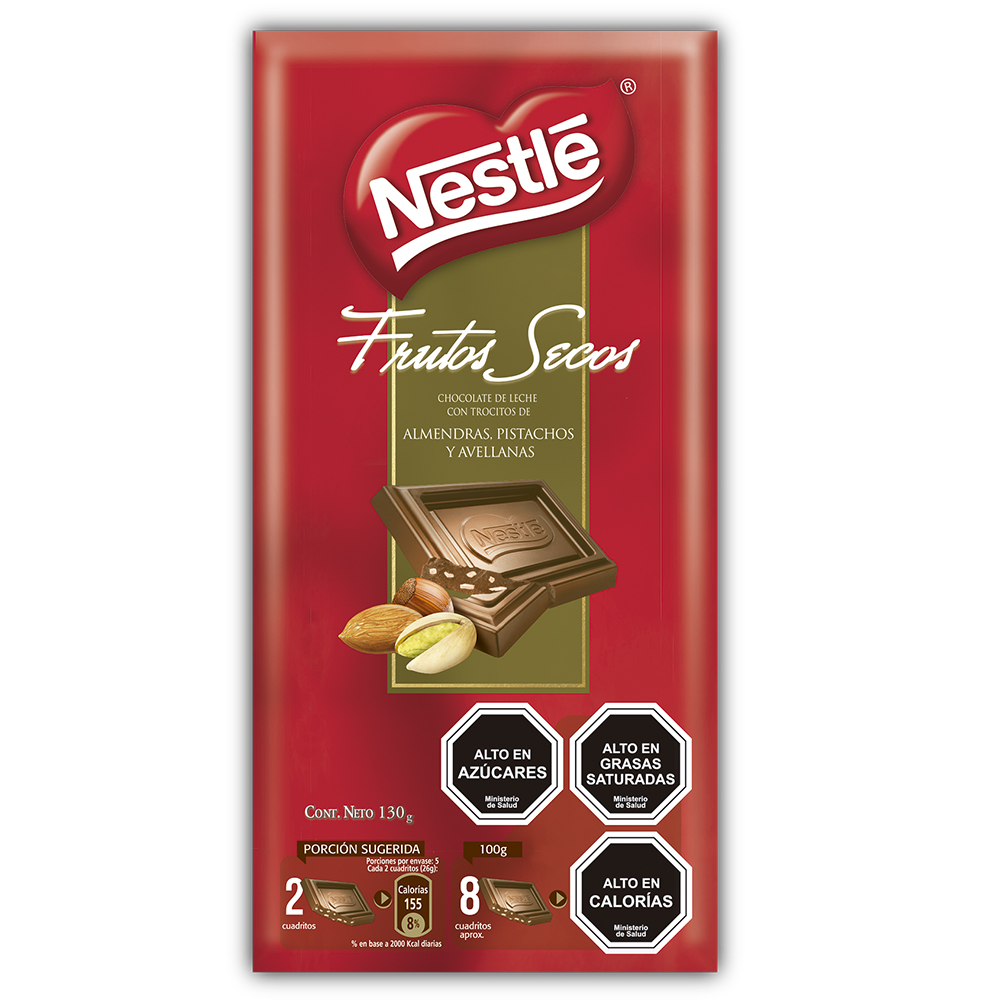 Nestlé®
Frutos Secos
CHOCOLATE DE LECHE
CON TROCITOS DE
ALMENDRAS, PISTACHOS
Y AVELLANAS
Nestlé
ALTO EN
AZÚCARES
Ministerio
de Salud
ALTO EN
GRASAS
SATURADAS
Ministerio
de Salud
CONT. NETO 130 g
PORCIÓN SUGERIDA
Porciones por envase: 5
Cada 2 cuadritos (26g):
2
cuadritos
Calorías
155
8%
% en base a 2000 Kcal diarias
100g
8
cuadritos
aprox.
ALTO EN
CALORÍAS
Ministerio
de Salud